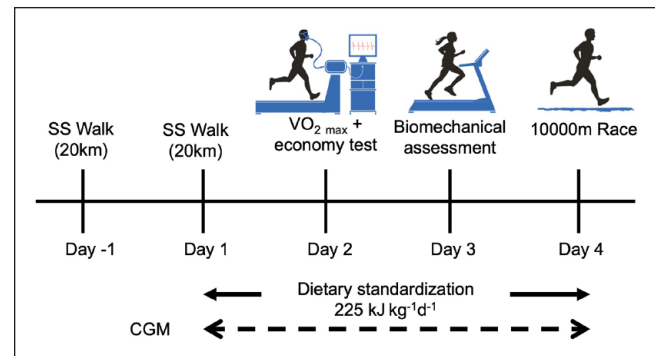 SS Walk
(20km)
SS Walk
(20km)
VO₂ max +
economy test
Biomechanical
assessment
10000m Race
Day -1
Day 1
Day 2
Day 3
Day 4
Dietary standardization
225 kJ kg⁻¹d⁻¹
CGM